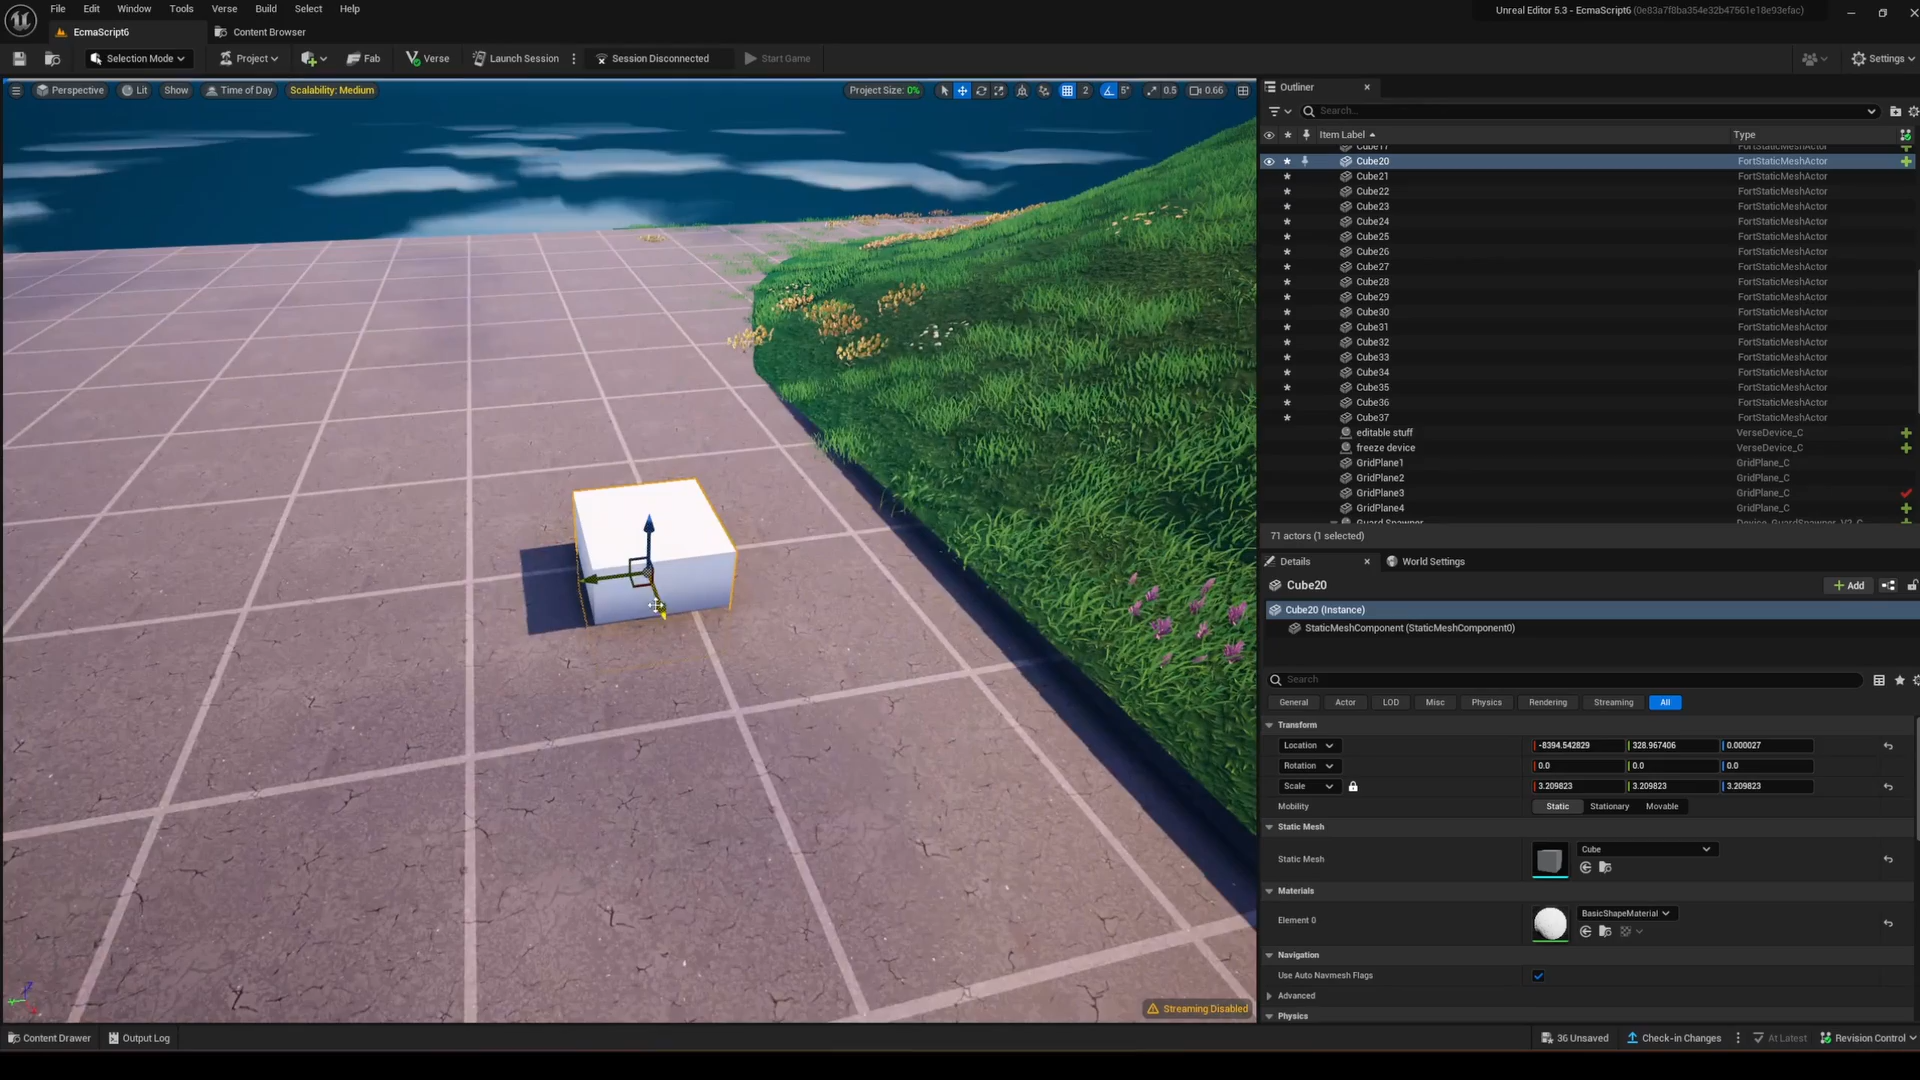 File Edit Window Tools Verse Build Select Help
Unreal Editor 5.3 - EcmaScript6 (0e83a7f8ba354e32b47561e18e93efac)
EcmaScript6
Content Browser
Selection Mode
Project
Fab
Verse
Launch Session
Session Disconnected
Start Game
Settings
Perspective
Lit
Show
Time of Day
Scalability: Medium
Project Size: 0%
2
5°
0.5
0.66
Outliner
Search...
Item Label
Type
Cube17 FortStaticMeshActor
Cube20 FortStaticMeshActor
Cube21 FortStaticMeshActor
Cube22 FortStaticMeshActor
Cube23 FortStaticMeshActor
Cube24 FortStaticMeshActor
Cube25 FortStaticMeshActor
Cube26 FortStaticMeshActor
Cube27 FortStaticMeshActor
Cube28 FortStaticMeshActor
Cube29 FortStaticMeshActor
Cube30 FortStaticMeshActor
Cube31 FortStaticMeshActor
Cube32 FortStaticMeshActor
Cube33 FortStaticMeshActor
Cube34 FortStaticMeshActor
Cube35 FortStaticMeshActor
Cube36 FortStaticMeshActor
Cube37 FortStaticMeshActor
editable stuff VerseDevice_C
freeze device VerseDevice_C
GridPlane1 GridPlane_C
GridPlane2 GridPlane_C
GridPlane3 GridPlane_C
GridPlane4 GridPlane_C
Guard Spawner Device_GuardSpawner_V2_C
71 actors (1 selected)
Details
World Settings
Cube20
Add
Cube20 (Instance)
StaticMeshComponent (StaticMeshComponent0)
Search
General Actor LOD Misc Physics Rendering Streaming All
Transform
Location -8394.542829 328.967406 0.000027
Rotation 0.0 0.0 0.0
Scale 3.209823 3.209823 3.209823
Mobility Static Stationary Movable
Static Mesh
Static Mesh Cube
Materials
Element 0 BasicShapeMaterial
Navigation
Use Auto Navmesh Flags
Advanced
Physics
Streaming Disabled
Z
Content Drawer
Output Log
36 Unsaved
Check-in Changes
At Latest
Revision Control